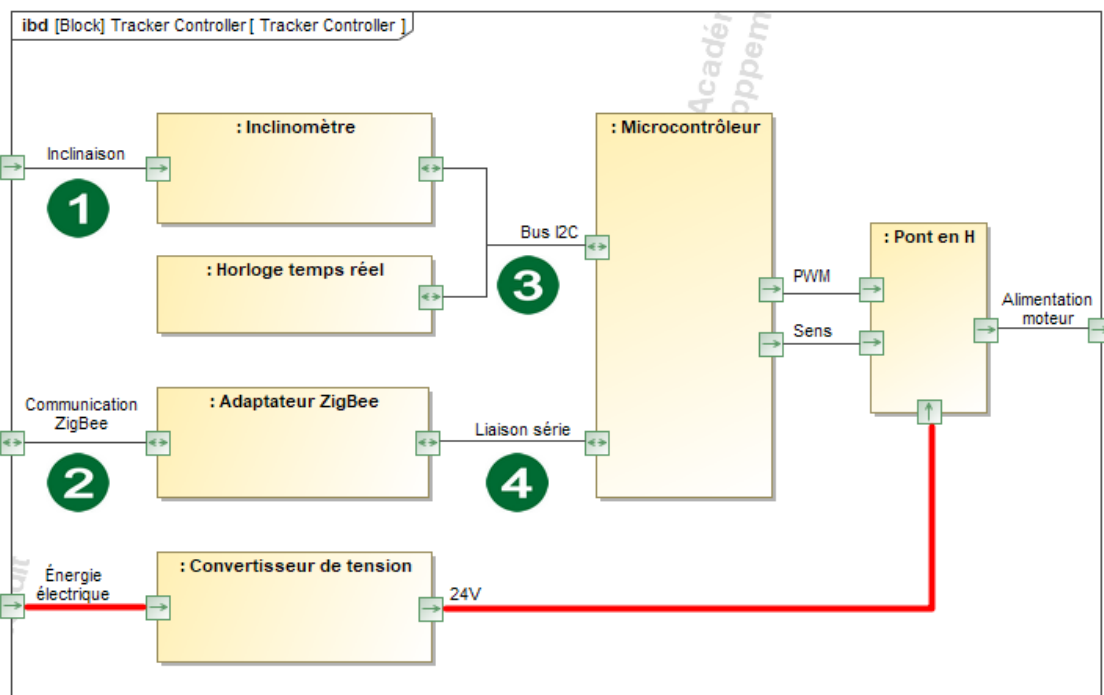 ibd [Block] Tracker Controller [ Tracker Controller ]
: Inclinomètre
: Microcontrôleur
Inclinaison
1
Bus I2C
: Pont en H
: Horloge temps réel
3
PWM
Alimentation
moteur
Sens
Communication
ZigBee
: Adaptateur ZigBee
Liaison série
2
4
: Convertisseur de tension
Énergie
électrique
24V